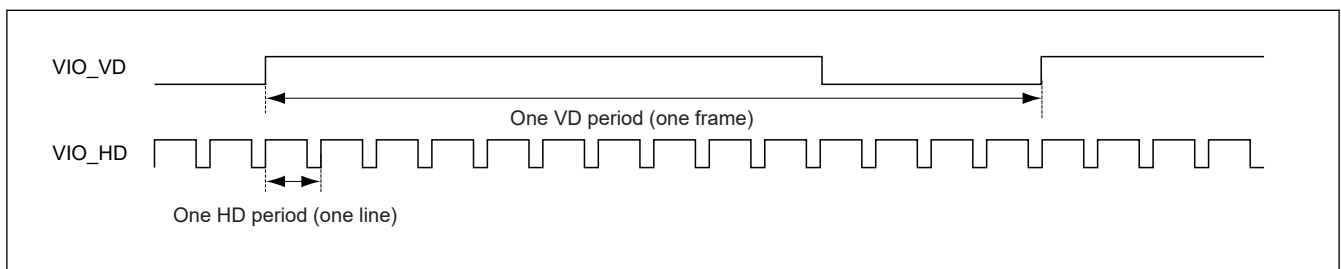 VIO_VD
One VD period (one frame)
VIO_HD
One HD period (one line)